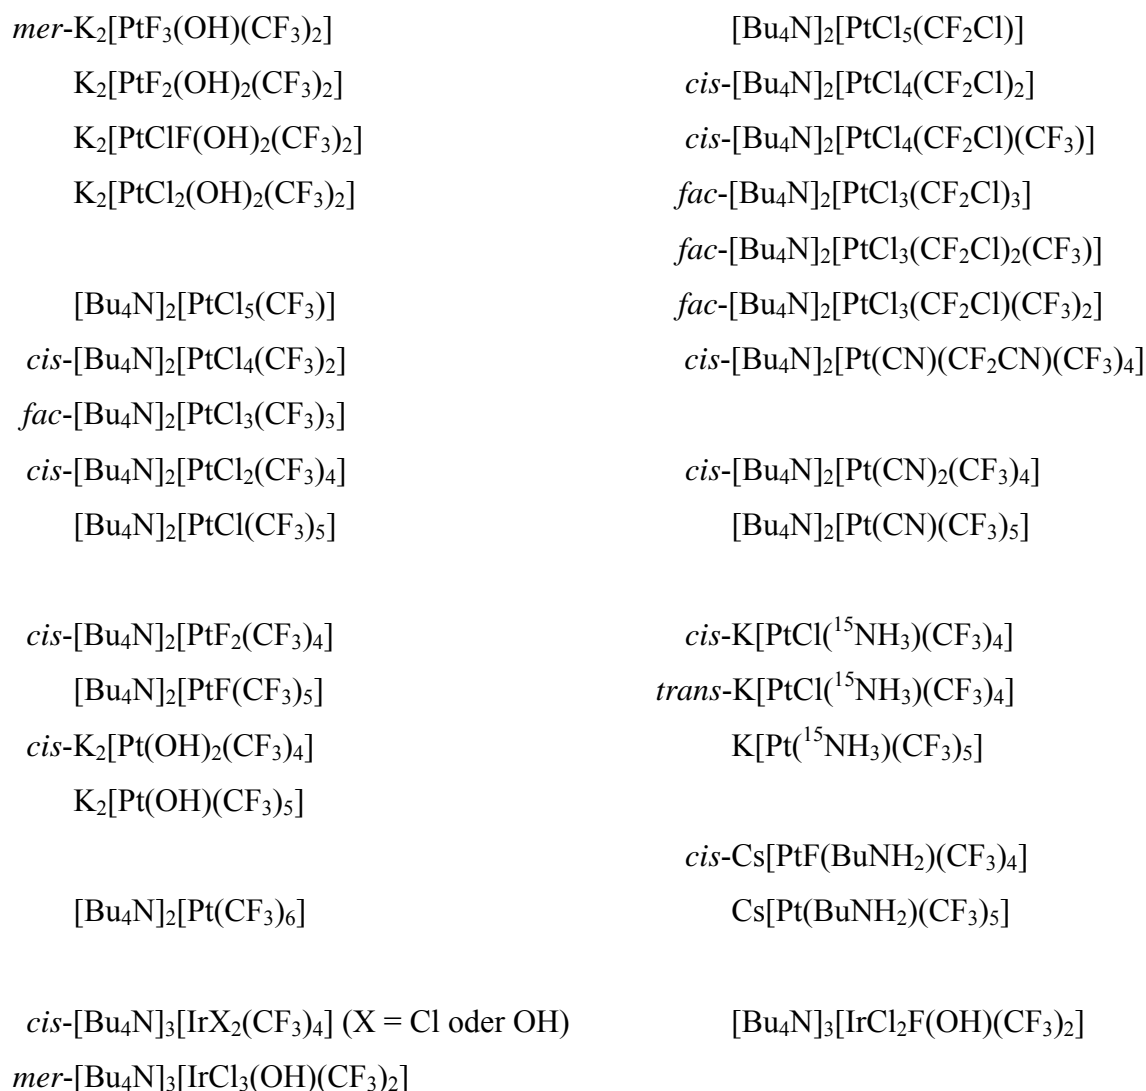 mer-K₂[PtF₃(OH)(CF₃)₂]
K₂[PtF₂(OH)₂(CF₃)₂]
K₂[PtClF(OH)₂(CF₃)₂]
K₂[PtCl₂(OH)₂(CF₃)₂]
[Bu₄N]₂[PtCl₅(CF₃)]
cis-[Bu₄N]₂[PtCl₄(CF₃)₂]
fac-[Bu₄N]₂[PtCl₃(CF₃)₃]
cis-[Bu₄N]₂[PtCl₂(CF₃)₄]
[Bu₄N]₂[PtCl(CF₃)₅]
cis-[Bu₄N]₂[PtF₂(CF₃)₄]
[Bu₄N]₂[PtF(CF₃)₅]
cis-K₂[Pt(OH)₂(CF₃)₄]
K₂[Pt(OH)(CF₃)₅]
[Bu₄N]₂[Pt(CF₃)₆]
cis-[Bu₄N]₃[IrX₂(CF₃)₄] (X = Cl oder OH)
mer-[Bu₄N]₃[IrCl₃(OH)(CF₃)₂]
[Bu₄N]₂[PtCl₅(CF₂Cl)]
cis-[Bu₄N]₂[PtCl₄(CF₂Cl)₂]
cis-[Bu₄N]₂[PtCl₄(CF₂Cl)(CF₃)]
fac-[Bu₄N]₂[PtCl₃(CF₂Cl)₃]
fac-[Bu₄N]₂[PtCl₃(CF₂Cl)₂(CF₃)]
fac-[Bu₄N]₂[PtCl₃(CF₂Cl)(CF₃)₂]
cis-[Bu₄N]₂[Pt(CN)(CF₂CN)(CF₃)₄]
cis-[Bu₄N]₂[Pt(CN)₂(CF₃)₄]
[Bu₄N]₂[Pt(CN)(CF₃)₅]
cis-K[PtCl(¹⁵NH₃)(CF₃)₄]
trans-K[PtCl(¹⁵NH₃)(CF₃)₄]
K[Pt(¹⁵NH₃)(CF₃)₅]
cis-Cs[PtF(BuNH₂)(CF₃)₄]
Cs[Pt(BuNH₂)(CF₃)₅]
[Bu₄N]₃[IrCl₂F(OH)(CF₃)₂]